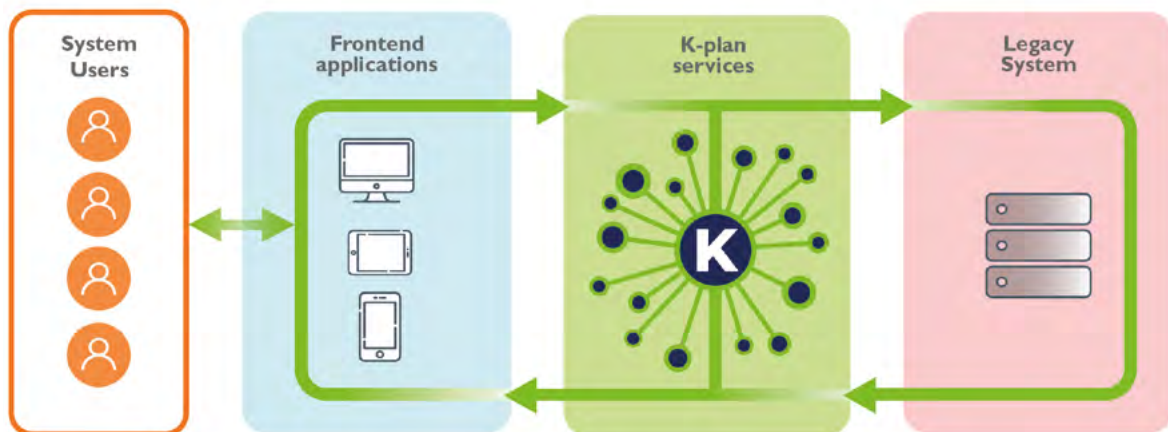 System
Users
Frontend
applications
K-plan
services
Legacy
System
K